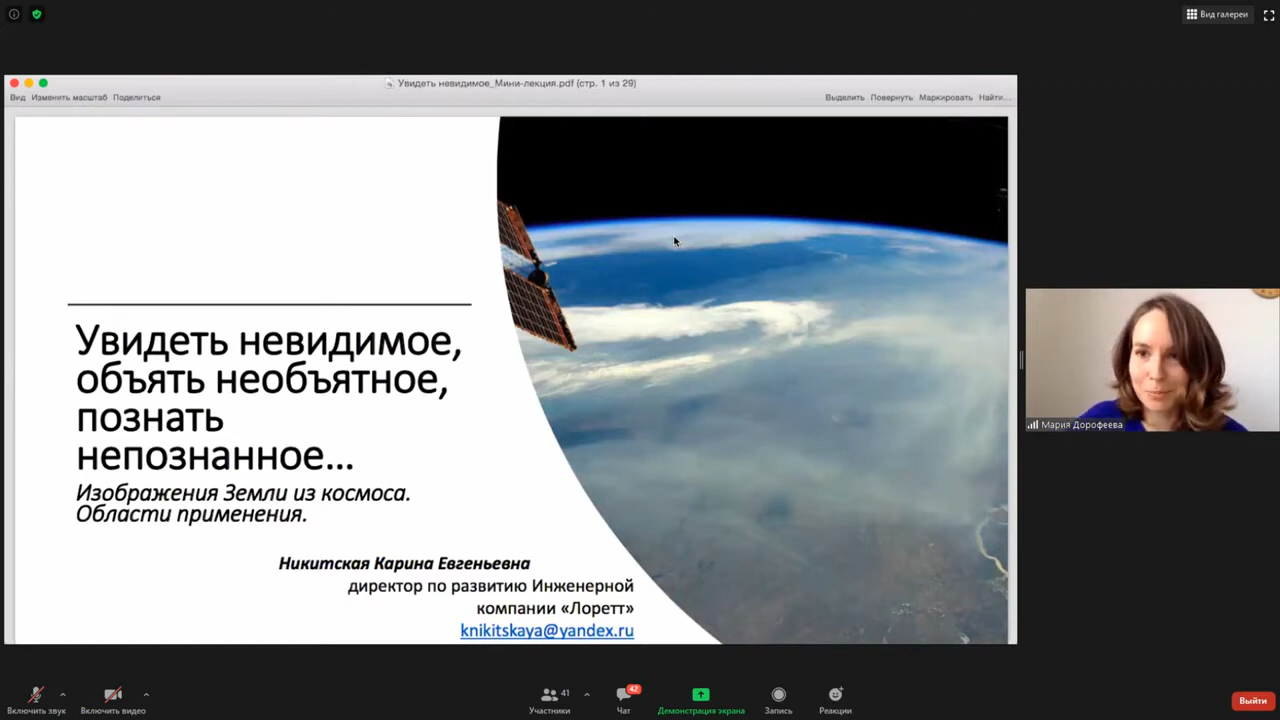 Вид галереи
Увидеть невидимое_Мини-лекция.pdf (стр. 1 из 29)
Вид Изменить масштаб Поделиться
Выделить Повернуть Маркировать Найти...
Увидеть невидимое,
объять необъятное,
познать
непознанное...
Изображения Земли из космоса.
Области применения.
Никитская Карина Евгеньевна
директор по развитию Инженерной
компании «Лоретт»
knikitskaya@yandex.ru
Мария Дорофеева
41
42
Включить звук
Включить видео
Участники
Чат
Демонстрация экрана
Запись
Реакции
Выйти